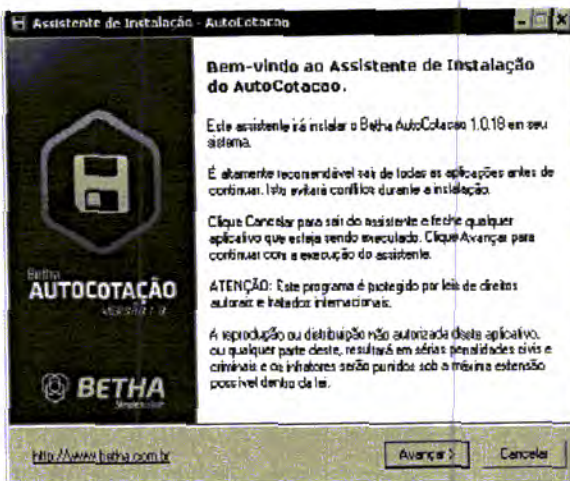 Assistente de Instalação - AutoCotacao
Bem-vindo ao Assistente de Instalação
do AutoCotacao.
Este assistente irá instalar o Betha AutoCotacao 1.0.18 em seu
sistema.
É altamente recomendável sair de todas as aplicações antes de
continuar. Isto evitará conflitos durante a instalação.
Clique Cancelar para sair do assistente e feche qualquer
aplicativo que esteja sendo executado. Clique Avançar para
continuar com a execução do assistente.
ATENÇÃO: Este programa é protegido por leis de direitos
autorais e tratados internacionais.
A reprodução ou distribuição não autorizada deste aplicativo,
ou qualquer parte deste, resultará em sérias penalidades civis e
criminais e os infratores serão punidos sob a máxima extensão
possível dentro da lei.
Betha
AUTOCOTAÇÃO
BETHA
http://www.betha.com.br
Avançar >
Cancelar